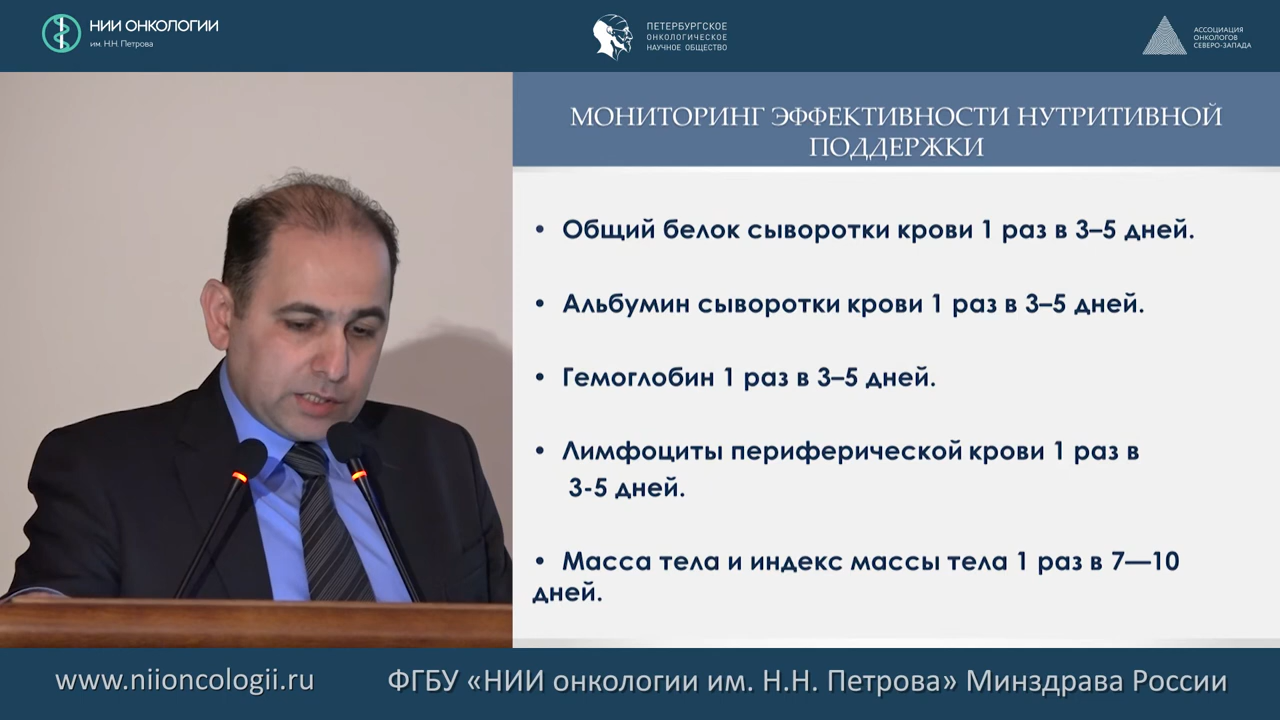 НИИ ОНКОЛОГИИ
им. Н.Н. Петрова
ПЕТЕРБУРГСКОЕ
ОНКОЛОГИЧЕСКОЕ
НАУЧНОЕ ОБЩЕСТВО
АССОЦИАЦИЯ
ОНКОЛОГОВ
СЕВЕРО-ЗАПАДА
МОНИТОРИНГ ЭФФЕКТИВНОСТИ НУТРИТИВНОЙ
ПОДДЕРЖКИ
• Общий белок сыворотки крови 1 раз в 3–5 дней.
• Альбумин сыворотки крови 1 раз в 3–5 дней.
• Гемоглобин 1 раз в 3–5 дней.
• Лимфоциты периферической крови 1 раз в
3-5 дней.
• Масса тела и индекс массы тела 1 раз в 7—10
дней.
www.niioncologii.ru
ФГБУ «НИИ онкологии им. Н.Н. Петрова» Минздрава России